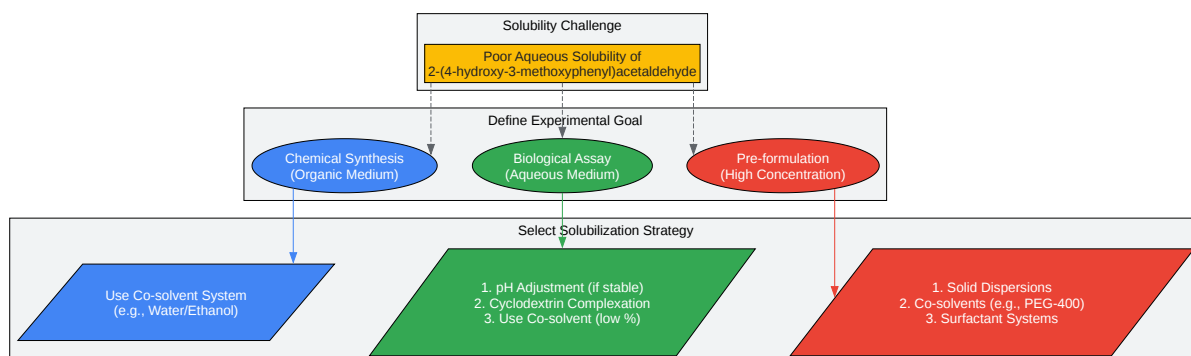 Solubility Challenge
Poor Aqueous Solubility of
2-(4-hydroxy-3-methoxyphenyl)acetaldehyde
Define Experimental Goal
Chemical Synthesis
(Organic Medium)
Biological Assay
(Aqueous Medium)
Pre-formulation
(High Concentration)
Select Solubilization Strategy
Use Co-solvent System
(e.g., Water/Ethanol)
1. pH Adjustment (if stable)
2. Cyclodextrin Complexation
3. Use Co-solvent (low %)
1. Solid Dispersions
2. Co-solvents (e.g., PEG-400)
3. Surfactant Systems